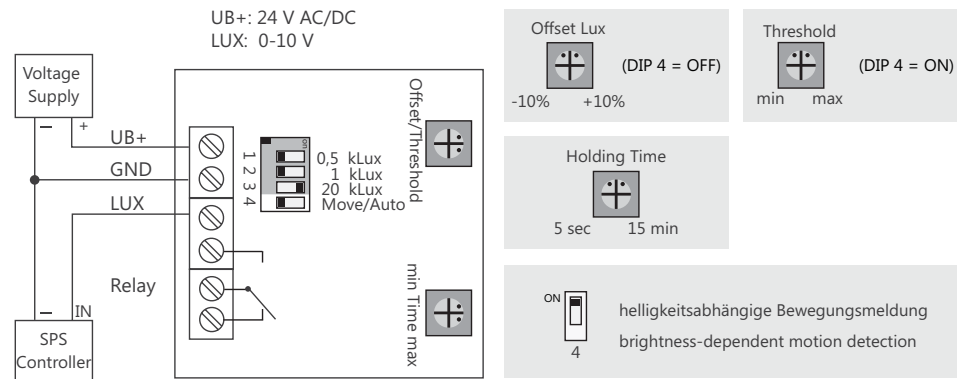 UB+: 24 V AC/DC
LUX: 0-10 V
Voltage
Supply
− +
UB+
GND
LUX
Relay
− IN
SPS
Controller
on
1 2 3 4
0,5 kLux
1 kLux
20 kLux
Move/Auto
Offset/Threshold
min Time max
Offset Lux
(DIP 4 = OFF)
-10% +10%
Threshold
(DIP 4 = ON)
min max
Holding Time
5 sec 15 min
ON
4
helligkeitsabhängige Bewegungsmeldung
brightness-dependent motion detection